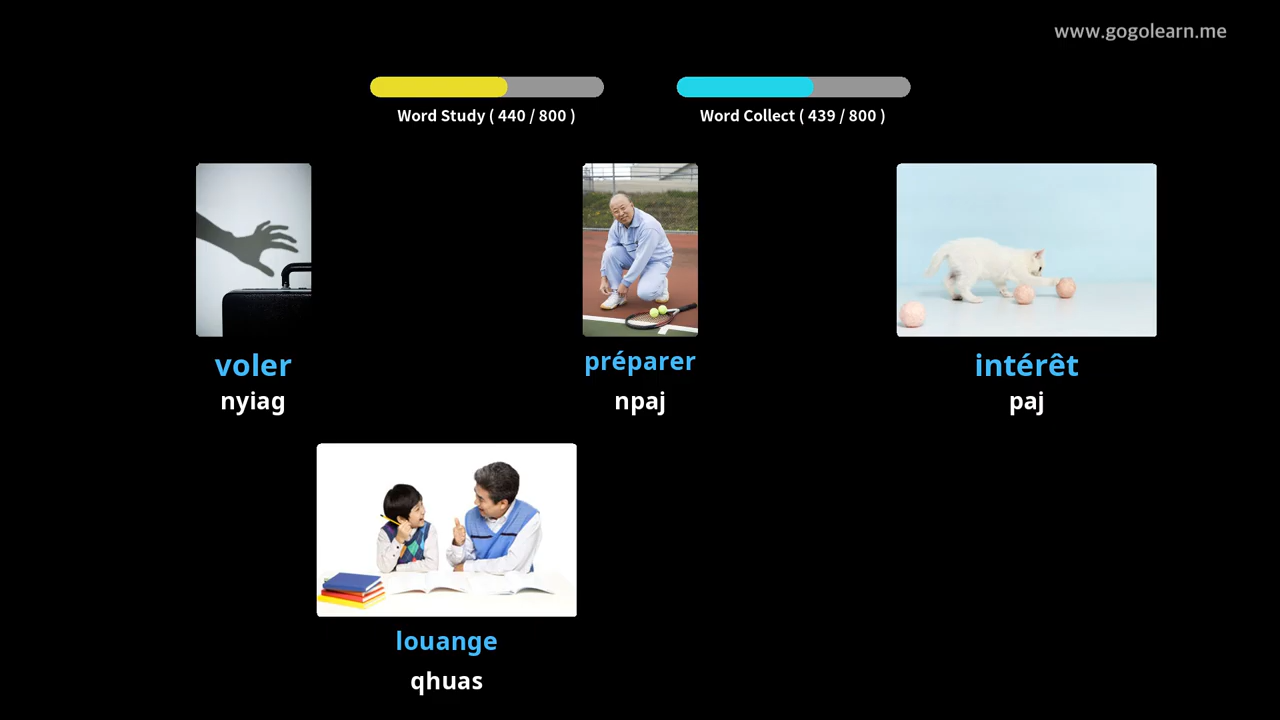 www.gogolearn.me
Word Study ( 440 / 800 )
Word Collect ( 439 / 800 )
voler
nyiag
préparer
npaj
intérêt
paj
louange
qhuas